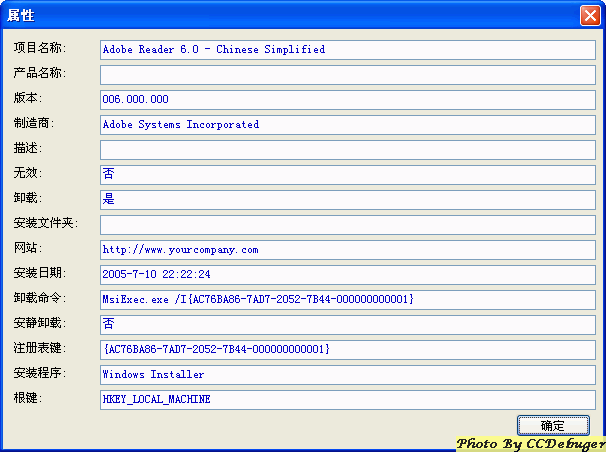 属性
项目名称: Adobe Reader 6.0 - Chinese Simplified
产品名称:
版本: 006.000.000
制造商: Adobe Systems Incorporated
描述:
无效: 否
卸载: 是
安装文件夹:
网站: http://www.yourcompany.com
安装日期: 2005-7-10 22:22:24
卸载命令: MsiExec.exe /I{AC76BA86-7AD7-2052-7B44-000000000001}
安静卸载: 否
注册表键: {AC76BA86-7AD7-2052-7B44-000000000001}
安装程序: Windows Installer
根键: HKEY_LOCAL_MACHINE
确定
Photo By CCDebuger